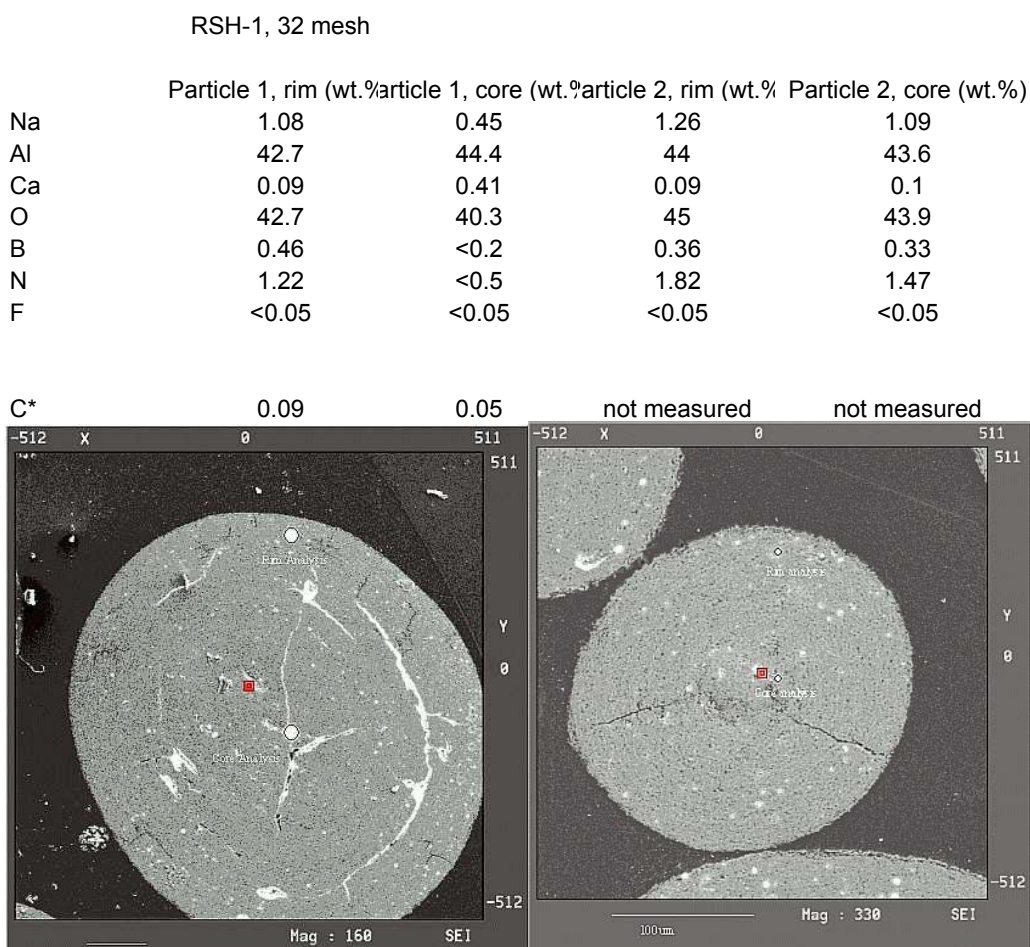 RSH-1, 32 mesh
Particle 1, rim (wt.% article 1, core (wt.% article 2, rim (wt.% Particle 2, core (wt.%)
Na 1.08 0.45 1.26 1.09
Al 42.7 44.4 44 43.6
Ca 0.09 0.41 0.09 0.1
O 42.7 40.3 45 43.9
B 0.46 <0.2 0.36 0.33
N 1.22 <0.5 1.82 1.47
F <0.05 <0.05 <0.05 <0.05
C* 0.09 0.05 not measured not measured
-512 X 0 511
511
Rim Analysis
Y
0
Core Analysis
-512
Mag : 160 SEI
-512 X 0 511
511
Rim analysis
Y
0
Core analysis
-512
Mag : 330 SEI
100um